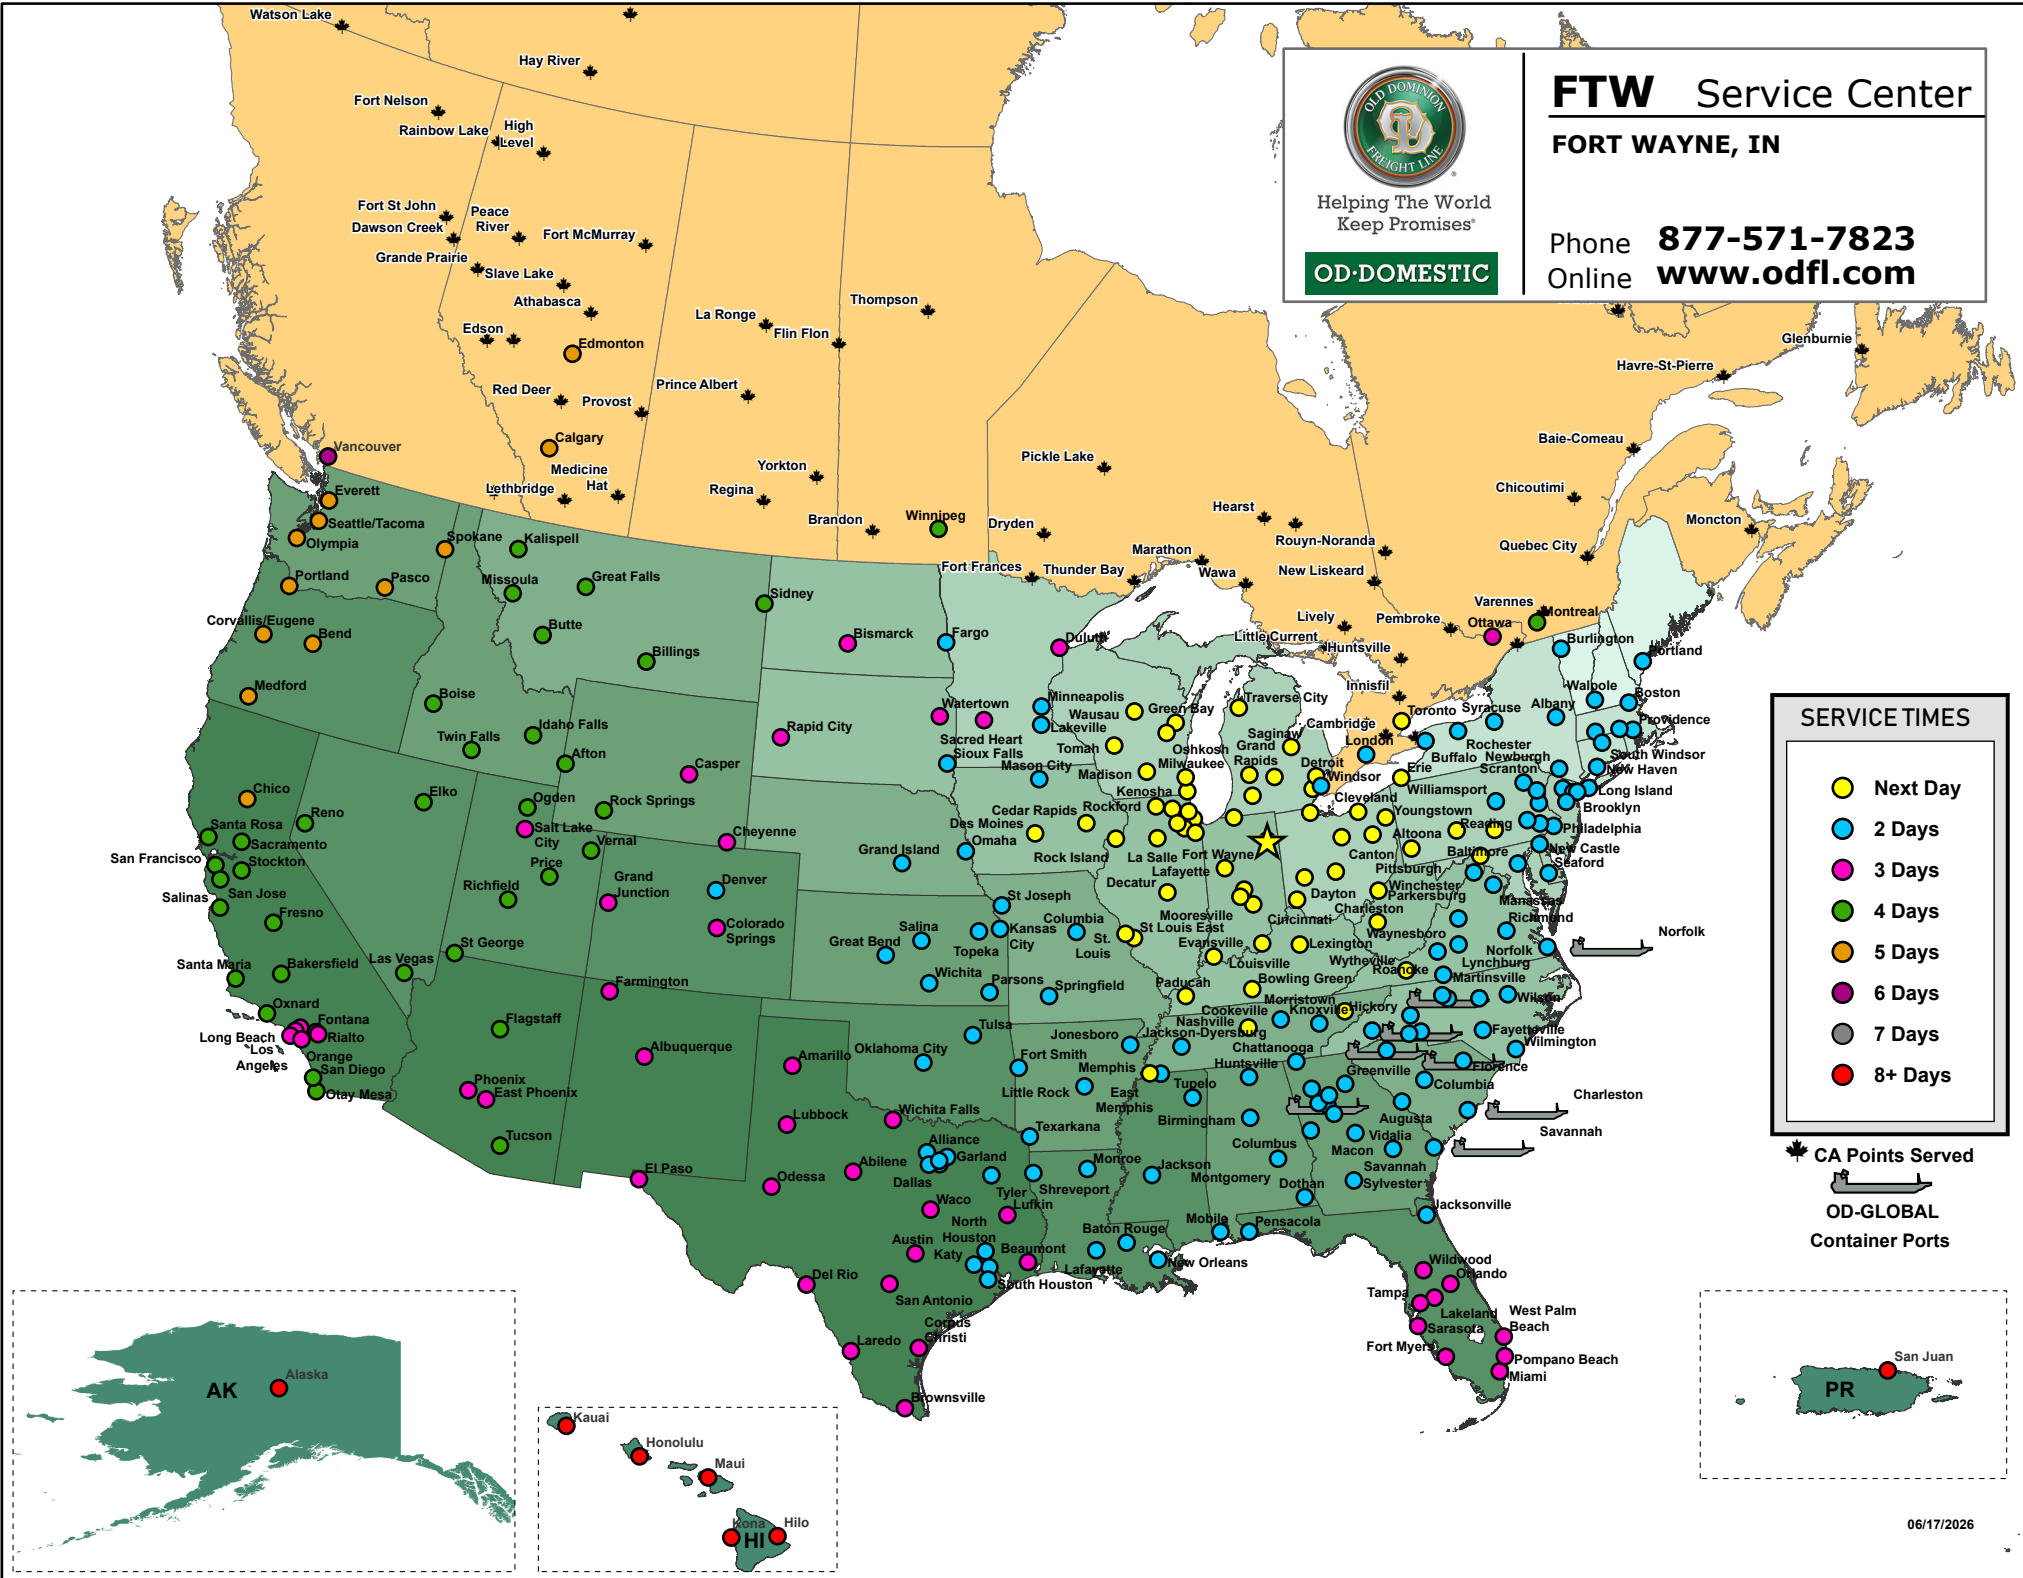 Watson Lake
Hay River
Fort Nelson
Rainbow Lake
High
Level
Fort St John
Dawson Creek
Peace
River
Fort McMurray
Grande Prairie
Slave Lake
Athabasca
Edson
Edmonton
La Ronge
Flin Flon
Thompson
Red Deer
Provost
Prince Albert
Calgary
Vancouver
Medicine
Hat
Lethbridge
Yorkton
Regina
Brandon
Winnipeg
Dryden
Pickle Lake
Hearst
Rouyn-Noranda
Marathon
Fort Frances
Thunder Bay
Wawa
New Liskeard
Lively
Pembroke
Varennes
Montreal
Ottawa
Little Current
Huntsville
Innisfil
Toronto
Cambridge
London
Windsor
Glenburnie
Havre-St-Pierre
Baie-Comeau
Chicoutimi
Quebec City
Moncton
OLD DOMINION
FREIGHT LINE
Helping The World
Keep Promises®
OD·DOMESTIC
FTW Service Center
FORT WAYNE, IN
Phone 877-571-7823
Online www.odfl.com
Everett
Seattle/Tacoma
Olympia
Spokane
Portland
Pasco
Corvallis/Eugene
Bend
Medford
Kalispell
Missoula
Great Falls
Butte
Billings
Sidney
Boise
Idaho Falls
Twin Falls
Afton
Casper
Rock Springs
Cheyenne
Bismarck
Fargo
Duluth
Rapid City
Watertown
Sacred Heart
Sioux Falls
Minneapolis
Lakeville
Mason City
Wausau
Green Bay
Tomah
Oshkosh
Milwaukee
Madison
Kenosha
Traverse City
Saginaw
Grand
Rapids
Detroit
Cedar Rapids
Rockford
Des Moines
Omaha
Grand Island
Rock Island
La Salle
Fort Wayne
Lafayette
Decatur
Mooresville
Cleveland
Youngstown
Canton
Dayton
Cincinnati
Erie
Altoona
Pittsburgh
Williamsport
Reading
Baltimore
Winchester
Parkersburg
Charleston
Waynesboro
Manassas
Richmond
Norfolk
Lynchburg
Wytheville
Roanoke
Martinsville
Burlington
Portland
Walpole
Boston
Albany
Syracuse
Rochester
Buffalo
Newburgh
Scranton
Providence
South Windsor
New Haven
Long Island
Brooklyn
Philadelphia
New Castle
Seaford
Norfolk
Chico
Reno
Elko
Santa Rosa
Sacramento
San Francisco
Stockton
San Jose
Salinas
Fresno
Santa Maria
Bakersfield
Las Vegas
Oxnard
Fontana
Rialto
Long Beach
Los
Angeles
Orange
San Diego
Otay Mesa
Ogden
Salt Lake
City
Vernal
Price
Richfield
St George
Grand
Junction
Denver
Colorado
Springs
Farmington
Flagstaff
Albuquerque
Phoenix
East Phoenix
Tucson
St Joseph
Salina
Topeka
Kansas
City
Columbia
St.
Louis
St Louis East
Great Bend
Wichita
Parsons
Springfield
Evansville
Louisville
Lexington
Paducah
Bowling Green
Tulsa
Oklahoma City
Fort Smith
Little Rock
Jonesboro
Jackson-Dyersburg
Nashville
Cookeville
Morristown
Knoxville
Hickory
Chattanooga
Memphis
East
Memphis
Tupelo
Huntsville
Birmingham
Wilson
Fayetteville
Wilmington
Florence
Greenville
Columbia
Augusta
Charleston
Savannah
Amarillo
Lubbock
Wichita Falls
El Paso
Odessa
Abilene
Alliance
Garland
Dallas
Texarkana
Tyler
Lufkin
Waco
Shreveport
Monroe
Jackson
Montgomery
Columbus
Macon
Vidalia
Savannah
Sylvester
Dothan
Jacksonville
Mobile
Pensacola
Baton Rouge
Lafayette
New Orleans
Austin
North
Houston
Katy
Beaumont
South Houston
Del Rio
San Antonio
Corpus
Christi
Laredo
Brownsville
Wildwood
Orlando
Tampa
Lakeland
Sarasota
Fort Myers
West Palm
Beach
Pompano Beach
Miami
SERVICE TIMES
Next Day
2 Days
3 Days
4 Days
5 Days
6 Days
7 Days
8+ Days
CA Points Served
OD-GLOBAL
Container Ports
AK
Alaska
Kauai
Honolulu
Maui
Kona
Hilo
HI
San Juan
PR
06/17/2026